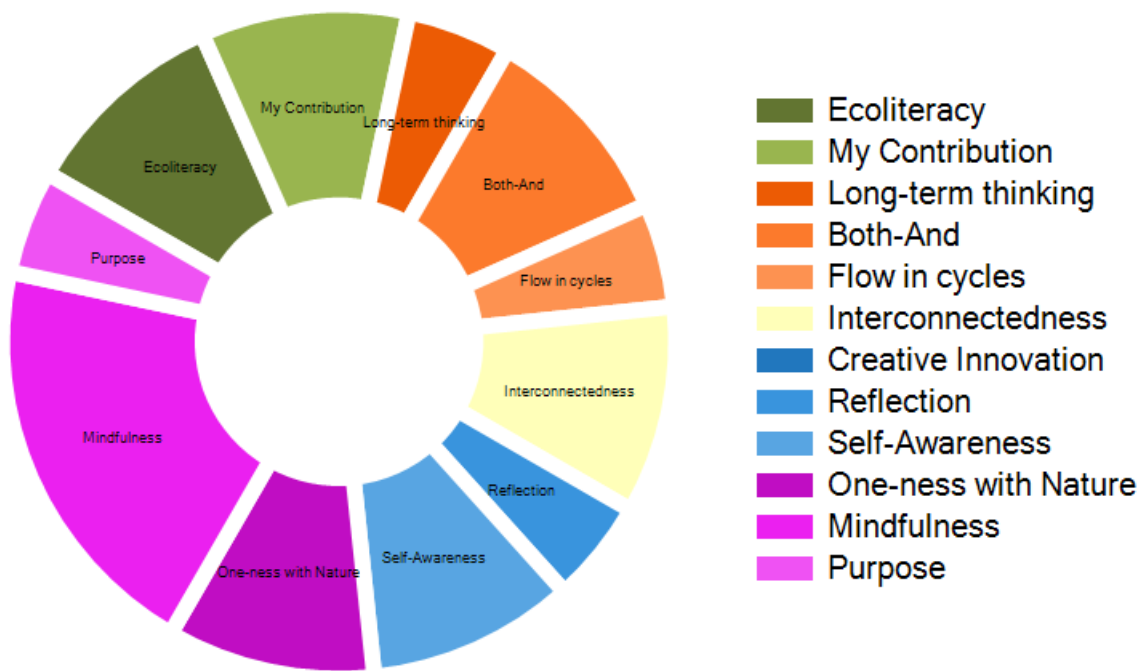 My Contribution
Long-term thinking
Ecoliteracy
Both-And
Purpose
Flow in cycles
Interconnectedness
Mindfulness
Reflection
Self-Awareness
One-ness with Nature
Ecoliteracy
My Contribution
Long-term thinking
Both-And
Flow in cycles
Interconnectedness
Creative Innovation
Reflection
Self-Awareness
One-ness with Nature
Mindfulness
Purpose